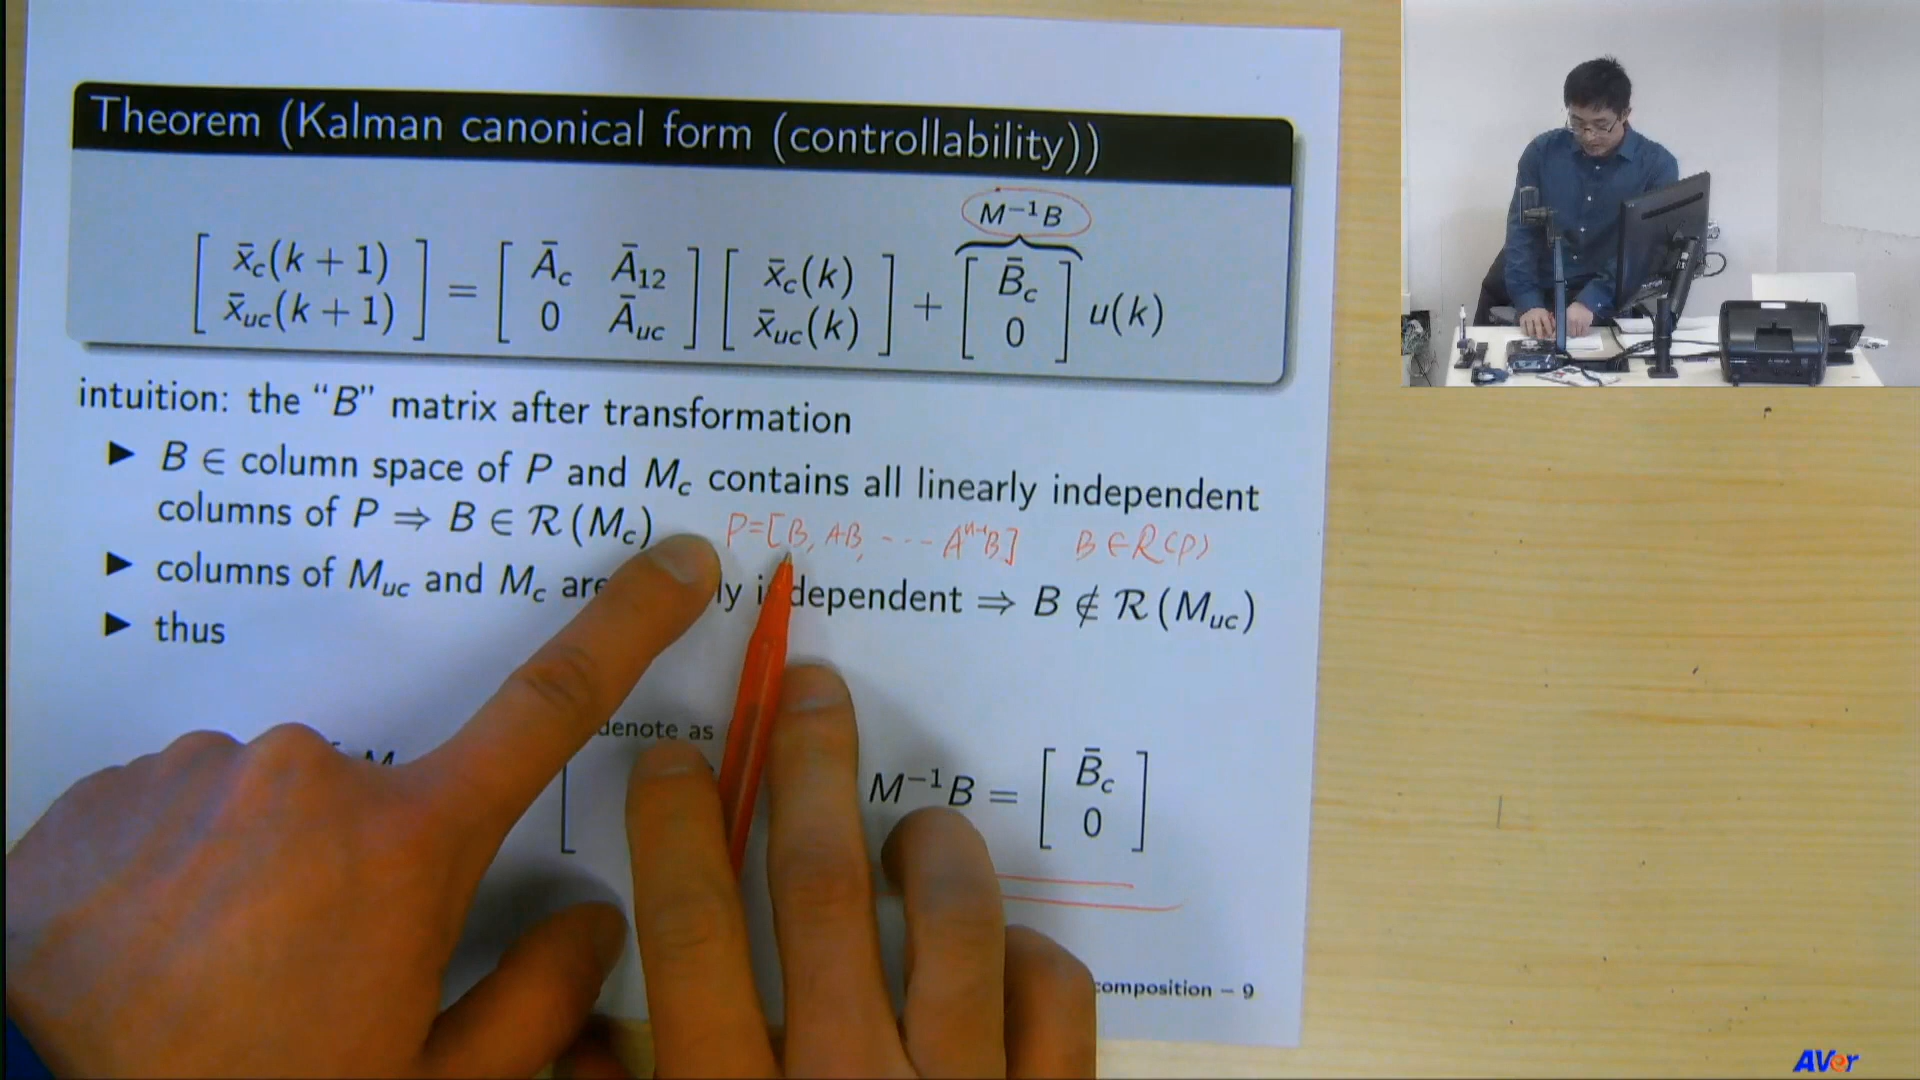 Theorem (Kalman canonical form (controllability))
M⁻¹B
[ x̄c(k + 1) x̄uc(k + 1) ] = [ Āc Ā12 0 Āuc ] [ x̄c(k) x̄uc(k) ] + [ B̄c 0 ] u(k)
intuition: the “B” matrix after transformation
▶ B ∈ column space of P and Mc contains all linearly independent
columns of P ⇒ B ∈ R(Mc)
P=[B, AB, --- Aⁿ⁻¹B] B∈R(P)
▶ columns of Muc and Mc are independent ⇒ B ∉ R(Muc)
▶ thus
denote as
M⁻¹B = [ B̄c 0 ]
– 9
AVer